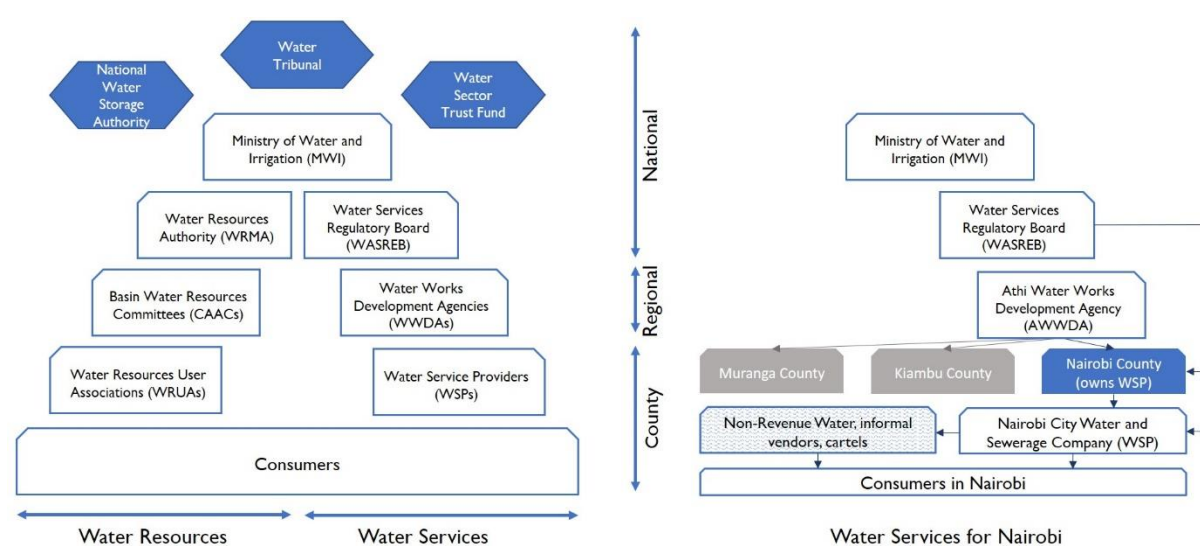 National
Water
Storage
Authority
Water
Tribunal
Water
Sector
Trust Fund
Ministry of Water and
Irrigation (MWI)
Water Resources
Authority (WRMA)
Water Services
Regulatory Board
(WASREB)
Basin Water Resources
Committees (CAACs)
Water Works
Development Agencies
(WWDAs)
Water Resources User
Associations (WRUAs)
Water Service Providers
(WSPs)
Consumers
Water Resources
Water Services
National
Regional
County
Ministry of Water and
Irrigation (MWI)
Water Services
Regulatory Board
(WASREB)
Athi Water Works
Development Agency
(AWWDA)
Muranga County
Kiambu County
Nairobi County
(owns WSP)
Non-Revenue Water, informal
vendors, cartels
Nairobi City Water and
Sewerage Company (WSP)
Consumers in Nairobi
Water Services for Nairobi